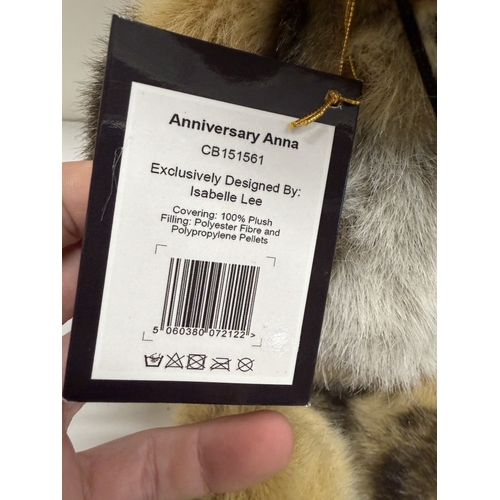 Anniversary Anna
CB151561
Exclusively Designed By:
Isabelle Lee
Covering: 100% Plush
Filling: Polyester Fibre and
Polypropylene Pellets
5 060380 072122 >